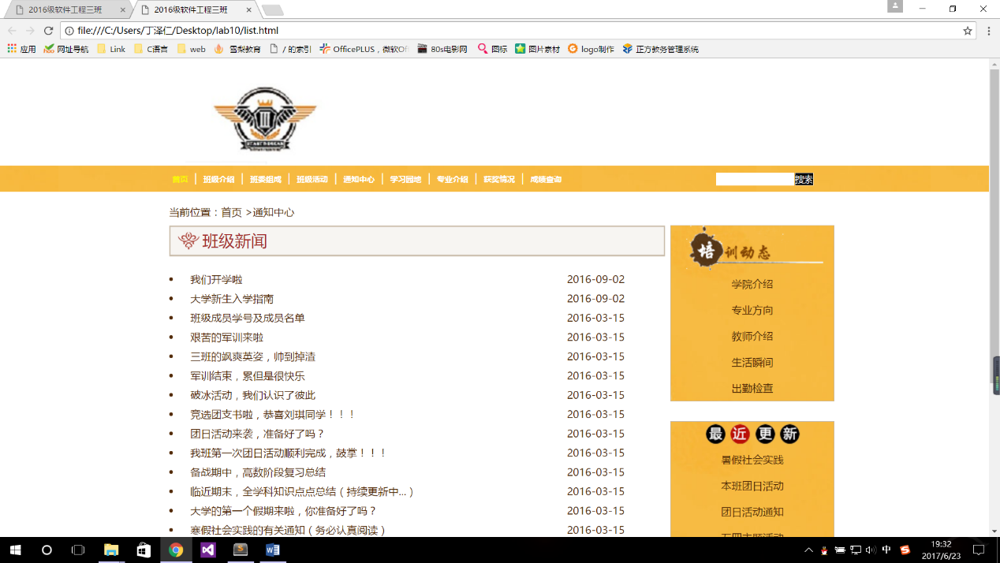 2016级软件工程三班
2016级软件工程三班
file:///C:/Users/丁泽仁/Desktop/lab10/list.html
应用 网址导航 Link C语言 web 雪梨教育 / 的索引 OfficePLUS，微软Of 80s电影网 图标 图片素材 logo制作 正方教务管理系统
首页 班级介绍 班委组成 班级活动 通知中心 学习园地 专业介绍 获奖情况 成绩查询 搜索
当前位置：首页 >通知中心
班级新闻
我们开学啦 2016-09-02
大学新生入学指南 2016-09-02
班级成员学号及成员名单 2016-03-15
艰苦的军训来啦 2016-03-15
三班的飒爽英姿，帅到掉渣 2016-03-15
军训结束，累但是很快乐 2016-03-15
破冰活动，我们认识了彼此 2016-03-15
竞选团支书啦，恭喜刘琪同学！！！ 2016-03-15
团日活动来袭，准备好了吗？ 2016-03-15
我班第一次团日活动顺利完成，鼓掌！！！ 2016-03-15
备战期中，高数阶段复习总结 2016-03-15
临近期末，全学科知识点点总结（持续更新中...） 2016-03-15
大学的第一个假期来啦，你准备好了吗？ 2016-03-15
寒假社会实践的有关通知（务必认真阅读） 2016-03-15
培训动态
学院介绍
专业方向
教师介绍
生活瞬间
出勤检查
最近更新
暑假社会实践
本班团日活动
团日活动通知
五四主题活动
中
19:32
2017/6/23